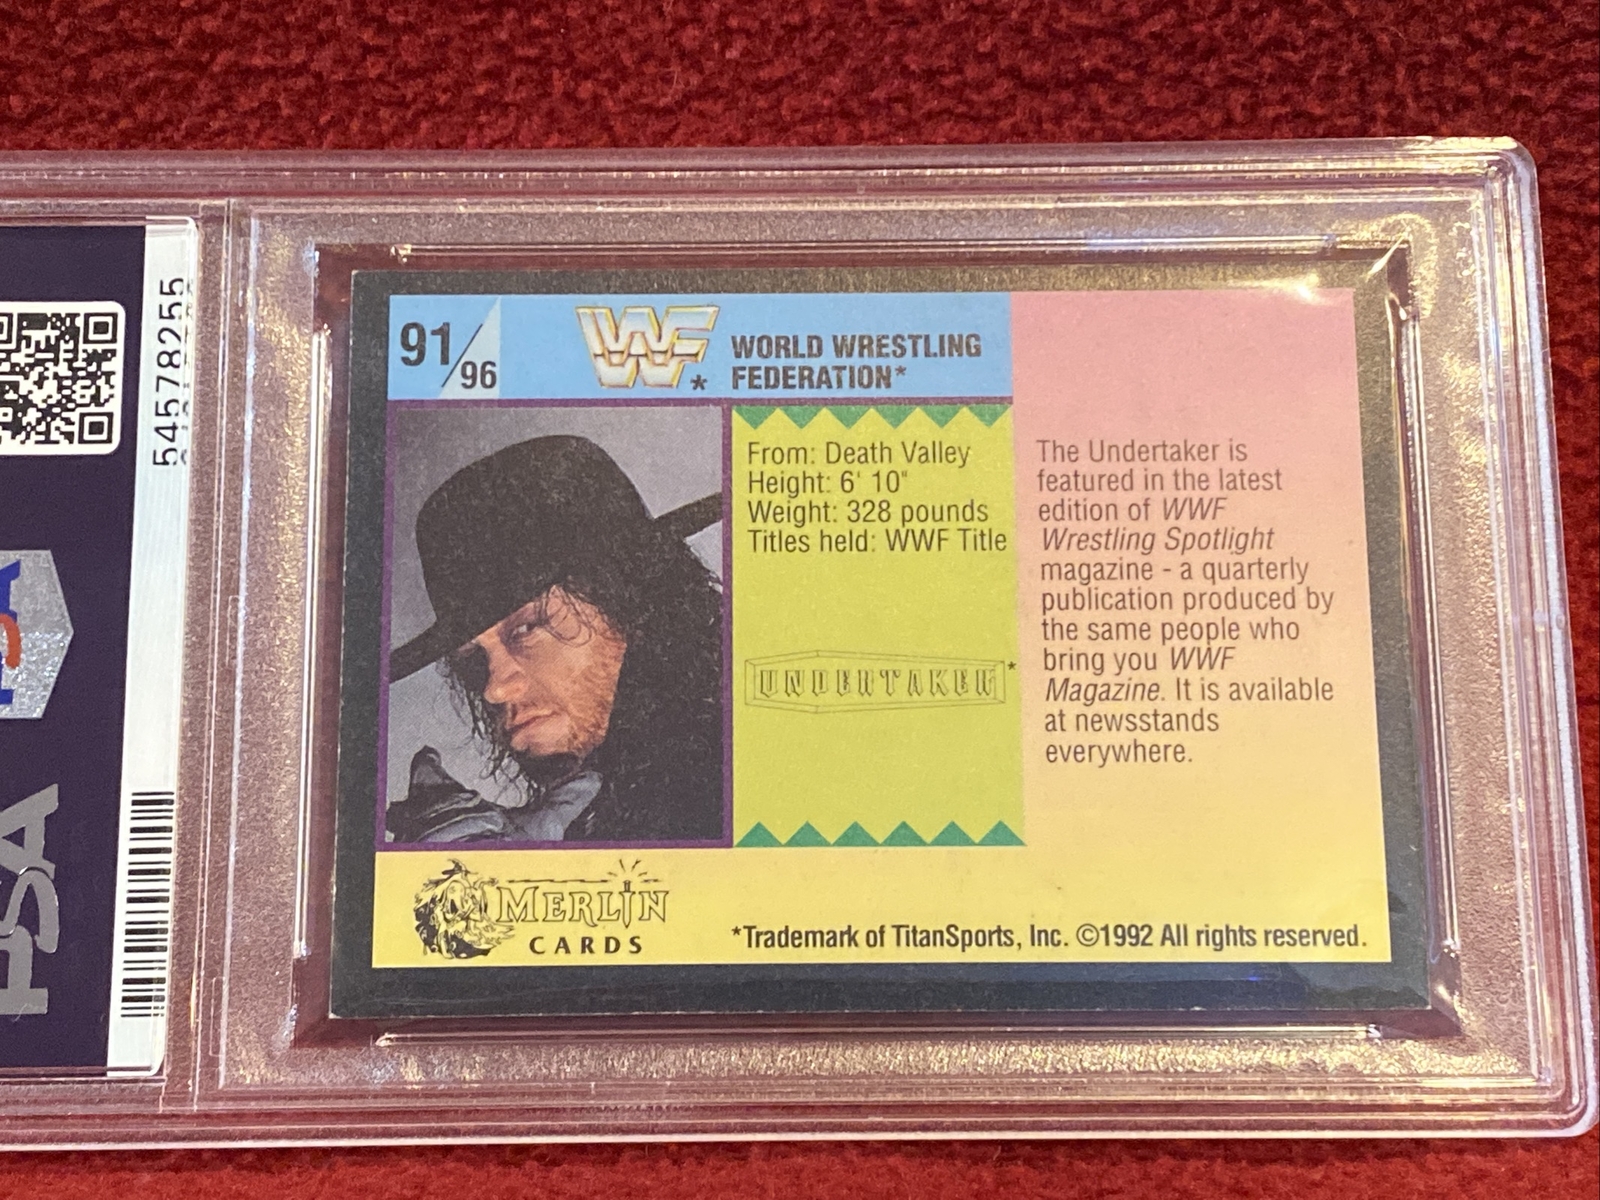 54578255
PSA
91/96
WF
*
WORLD WRESTLING
FEDERATION*
From: Death Valley
Height: 6' 10"
Weight: 328 pounds
Titles held: WWF Title
UNDERTAKER*
The Undertaker is
featured in the latest
edition of WWF
Wrestling Spotlight
magazine - a quarterly
publication produced by
the same people who
bring you WWF
Magazine. It is available
at newsstands
everywhere.
MERLIN
CARDS
*Trademark of TitanSports, Inc. ©1992 All rights reserved.